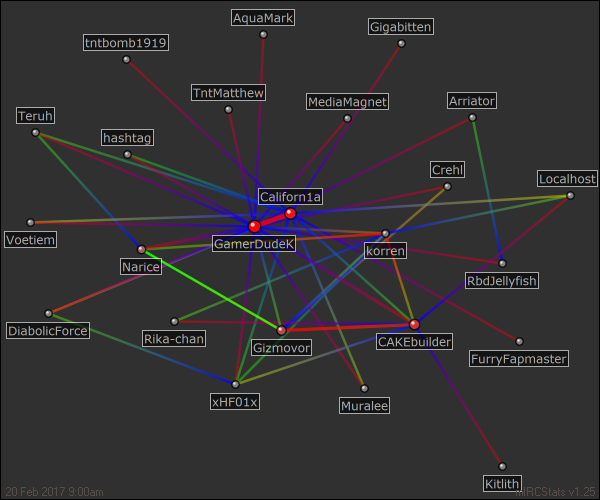 AquaMark
Gigabitten
tntbomb1919
TntMatthew
MediaMagnet
Arriator
Teruh
hashtag
Crehl
Localhost
Californ1a
Voetiem
GamerDudeK
korren
Narice
RbdJellyfish
DiabolicForce
Rika-chan
Gizmovor
CAKEbuilder
FurryFapmaster
xHF01x
Muralee
Kitlith
20 Feb 2017 9:00am
mIRCStats v1.25